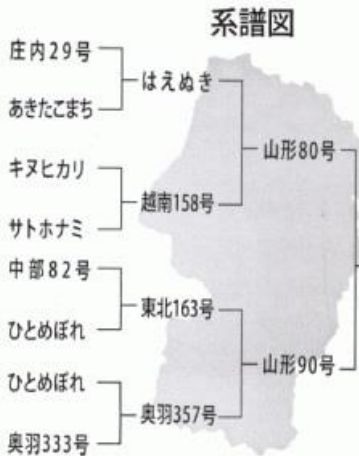 系譜図
庄内29号
はえぬき
あきたこまち
山形80号
キヌヒカリ
越南158号
サトホナミ
中部82号
東北163号
ひとめぼれ
山形90号
ひとめぼれ
奥羽357号
奥羽333号